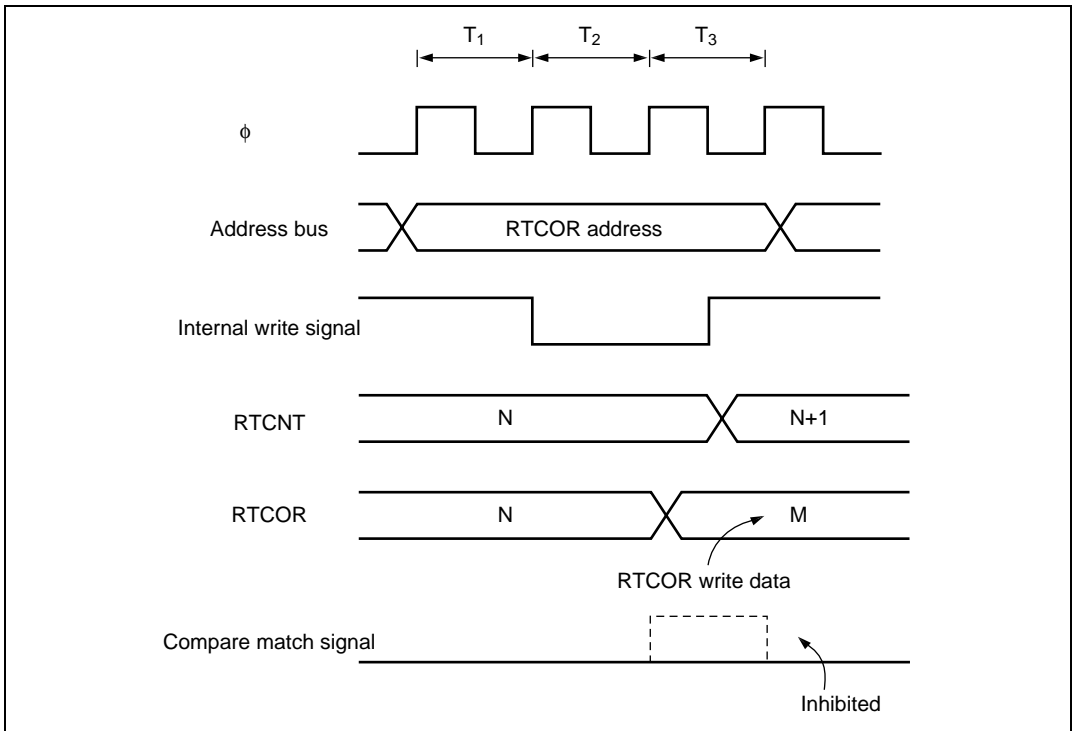 T1 T2 T3
φ
Address bus
RTCOR address
Internal write signal
RTCNT
N
N+1
RTCOR
N
M
RTCOR write data
Compare match signal
Inhibited